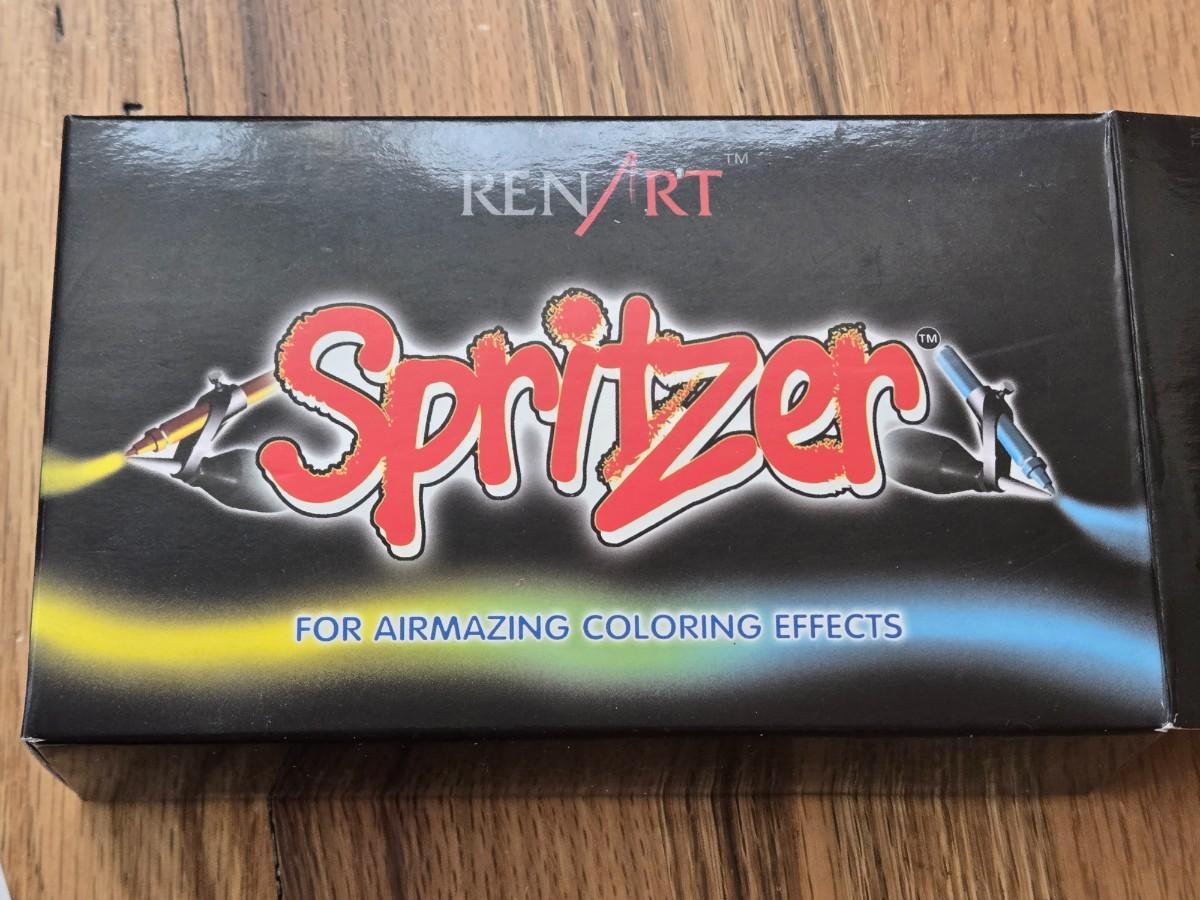 RENART™
Spritzer™
FOR AIRMAZING COLORING EFFECTS